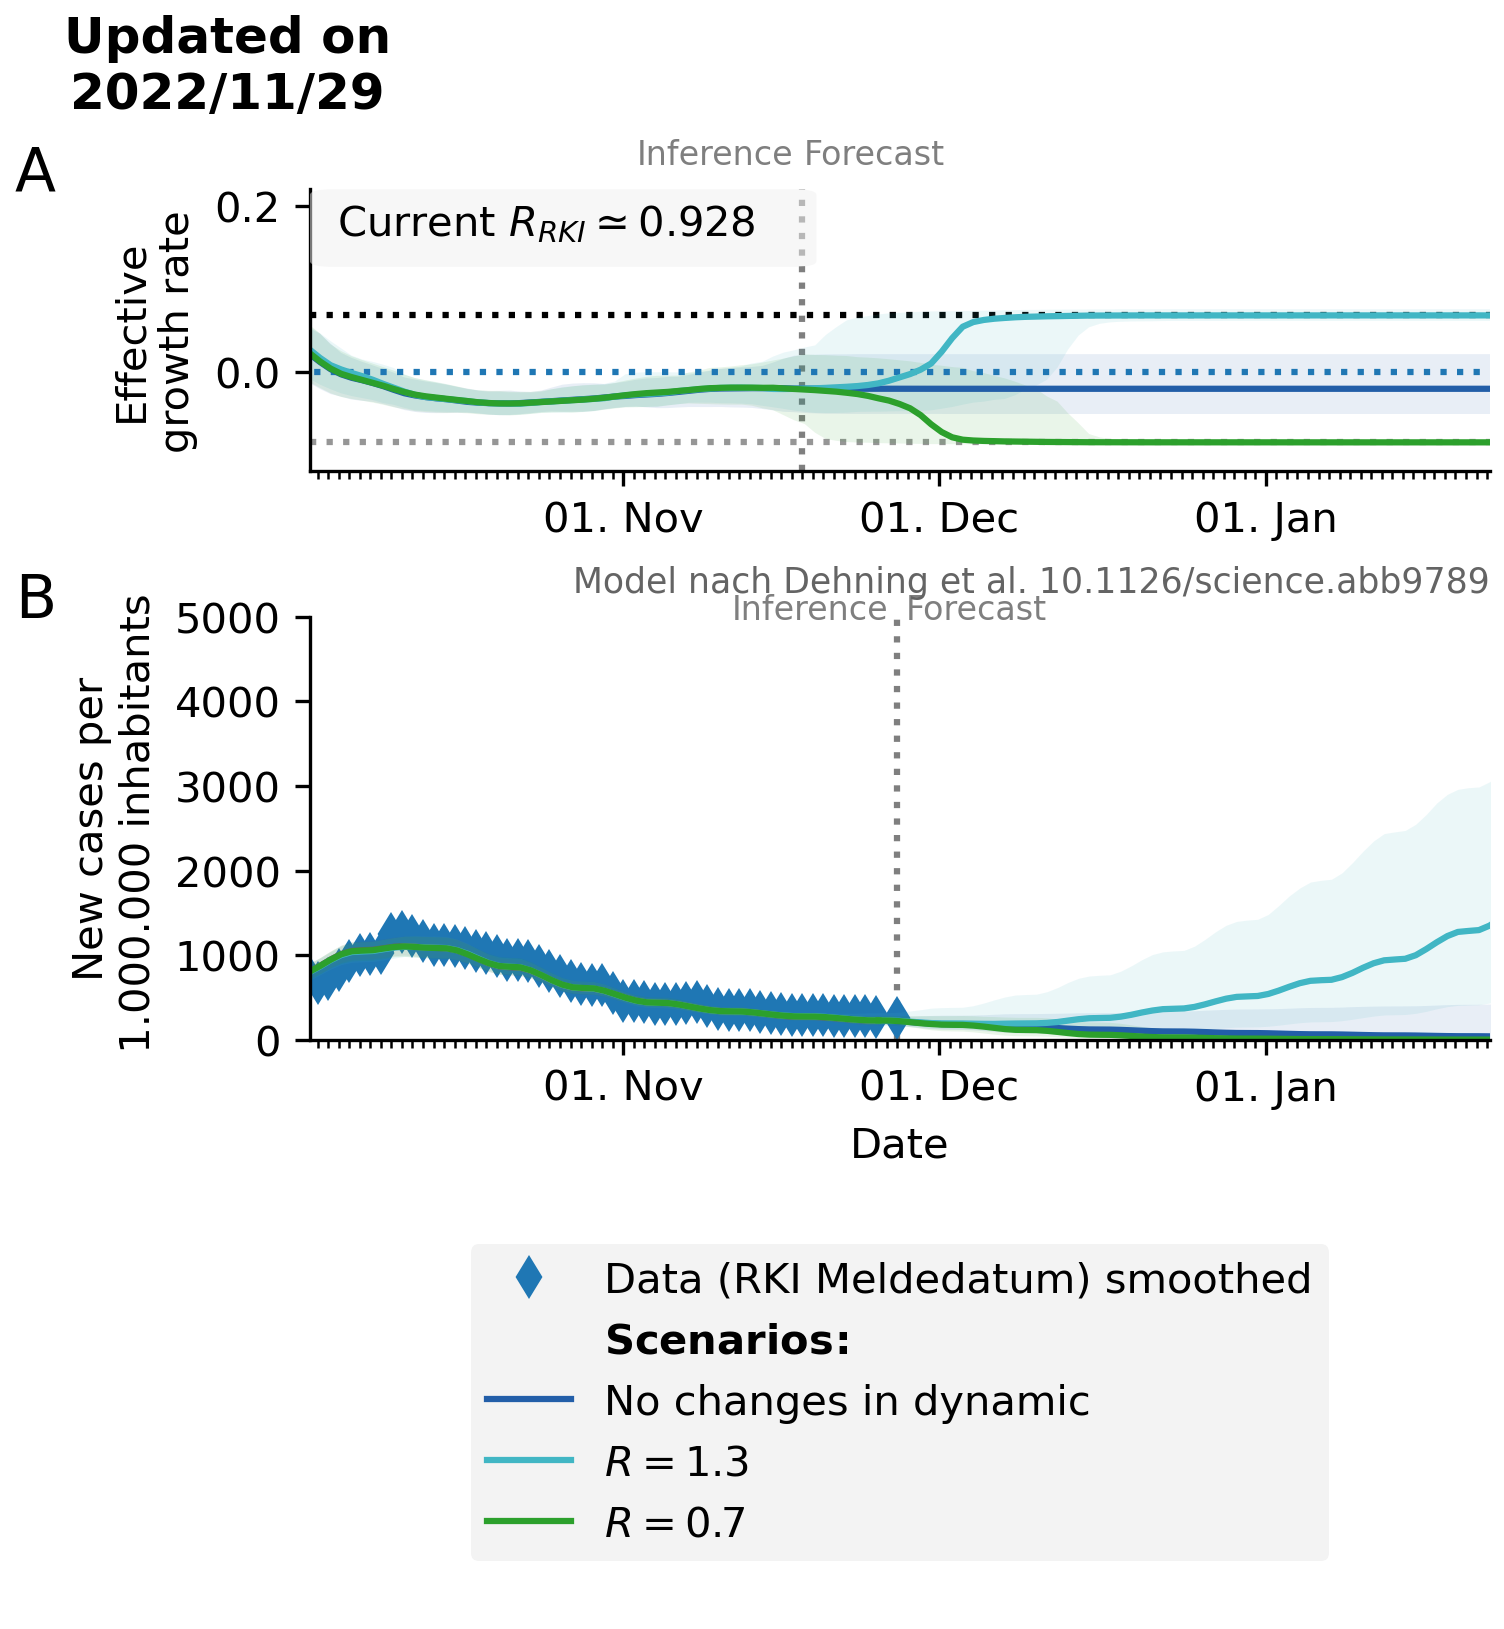 Updated on
2022/11/29
A
Inference Forecast
Current R_RKI ≃ 0.928
0.2
0.0
Effective
growth rate
01. Nov
01. Dec
01. Jan
B
Model nach Dehning et al. 10.1126/science.abb9789
Inference Forecast
5000
4000
3000
2000
1000
0
New cases per
1.000.000 inhabitants
01. Nov
01. Dec
01. Jan
Date
Data (RKI Meldedatum) smoothed
Scenarios:
No changes in dynamic
R = 1.3
R = 0.7